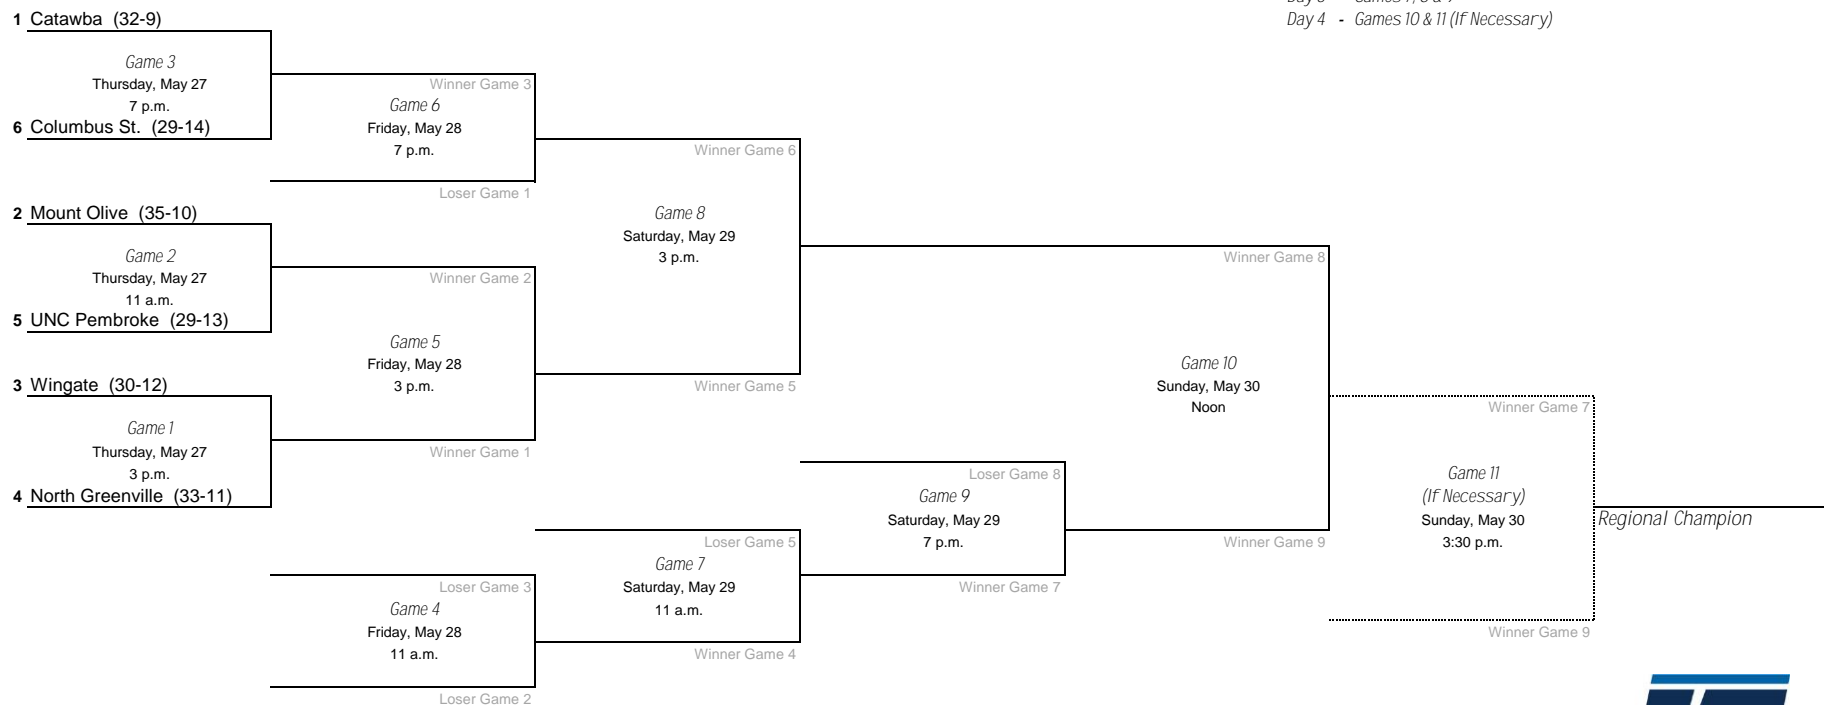 Day 4 - Games 10 & 11 (If Necessary)
1 Catawba (32-9)
Game 3
Thursday, May 27
7 p.m.
6 Columbus St. (29-14)
Winner Game 3
Game 6
Friday, May 28
7 p.m.
Loser Game 1
2 Mount Olive (35-10)
Game 2
Thursday, May 27
11 a.m.
5 UNC Pembroke (29-13)
Winner Game 2
Game 5
Friday, May 28
3 p.m.
Winner Game 1
3 Wingate (30-12)
Game 1
Thursday, May 27
3 p.m.
4 North Greenville (33-11)
Loser Game 3
Game 4
Friday, May 28
11 a.m.
Loser Game 2
Winner Game 6
Game 8
Saturday, May 29
3 p.m.
Winner Game 5
Loser Game 5
Game 7
Saturday, May 29
11 a.m.
Winner Game 4
Loser Game 8
Game 9
Saturday, May 29
7 p.m.
Winner Game 7
Winner Game 8
Game 10
Sunday, May 30
Noon
Winner Game 9
Winner Game 7
Game 11
(If Necessary)
Sunday, May 30
3:30 p.m.
Winner Game 9
Regional Champion